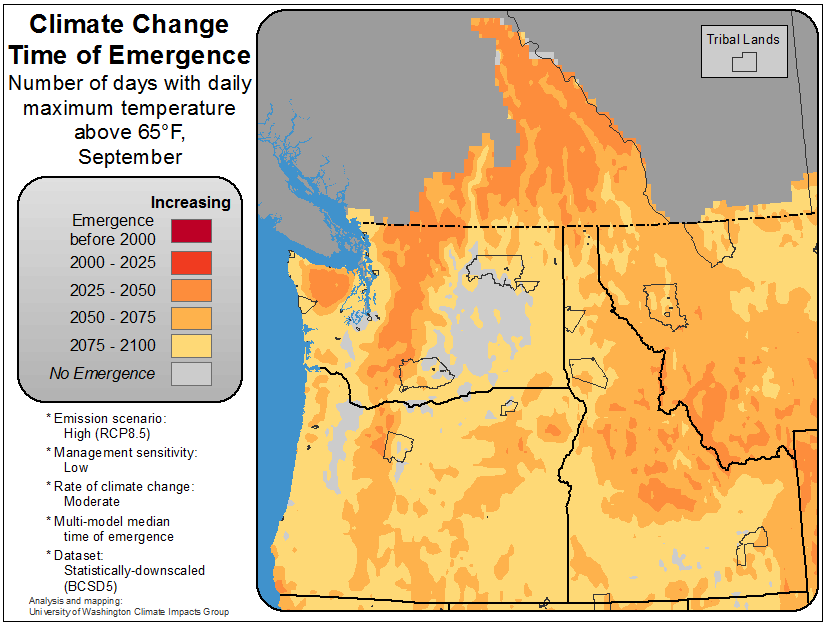 Climate Change
Time of Emergence
Number of days with daily
maximum temperature
above 65°F,
September
Tribal Lands
Increasing
Emergence
before 2000
2000 - 2025
2025 - 2050
2050 - 2075
2075 - 2100
No Emergence
* Emission scenario:
High (RCP8.5)
* Management sensitivity:
Low
* Rate of climate change:
Moderate
* Multi-model median
time of emergence
* Dataset:
Statistically-downscaled
(BCSD5)
Analysis and mapping:
University of Washington Climate Impacts Group